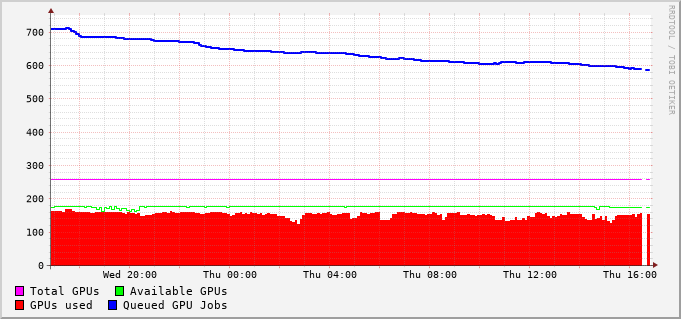 RRDTOOL / TOBI OETIKER
700
600
500
400
300
200
100
0
Wed 20:00 Thu 00:00 Thu 04:00 Thu 08:00 Thu 12:00 Thu 16:00
Total GPUs Available GPUs
GPUs used Queued GPU Jobs